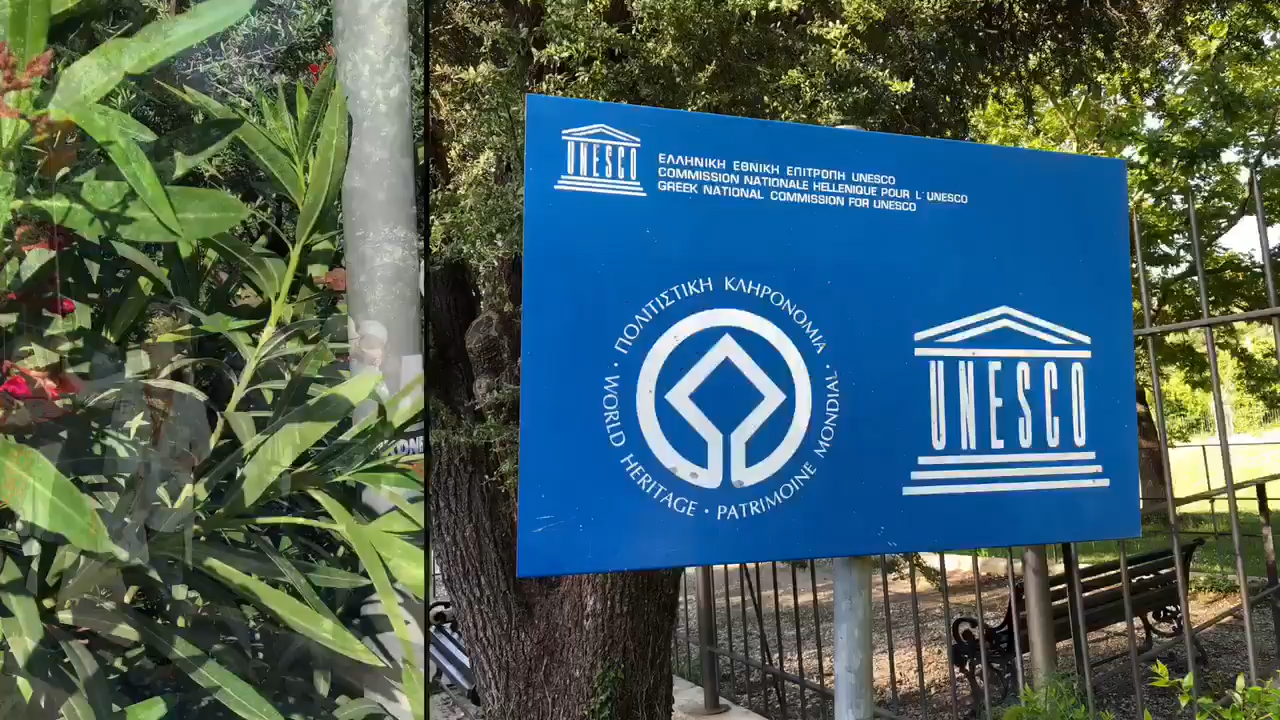 UNESCO
ΕΛΛΗΝΙΚΗ ΕΘΝΙΚΗ ΕΠΙΤΡΟΠΗ UNESCO
COMMISSION NATIONALE HELLENIQUE POUR L' UNESCO
GREEK NATIONAL COMMISSION FOR UNESCO
ΠΟΛΙΤΙΣΤΙΚΗ ΚΛΗΡΟΝΟΜΙΑ
· WORLD HERITAGE · PATRIMOINE MONDIAL ·
UNESCO